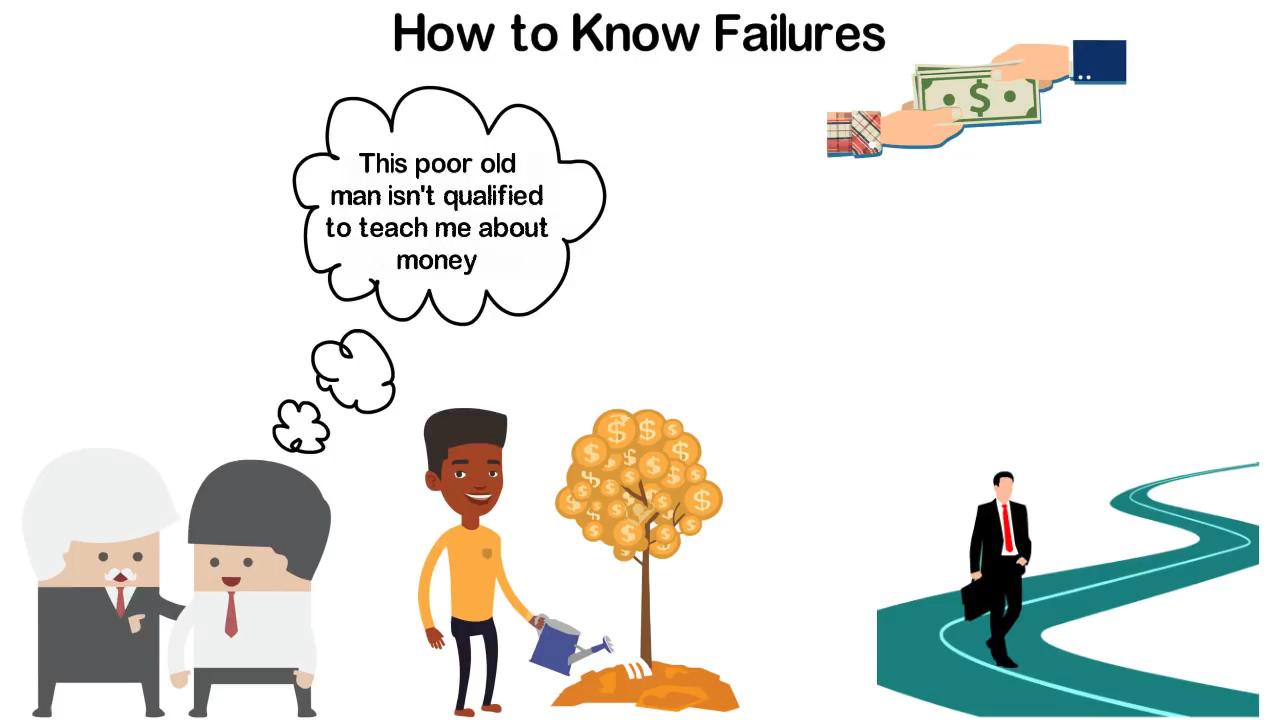 How to Know Failures
This poor old
man isn't qualified
to teach me about
money